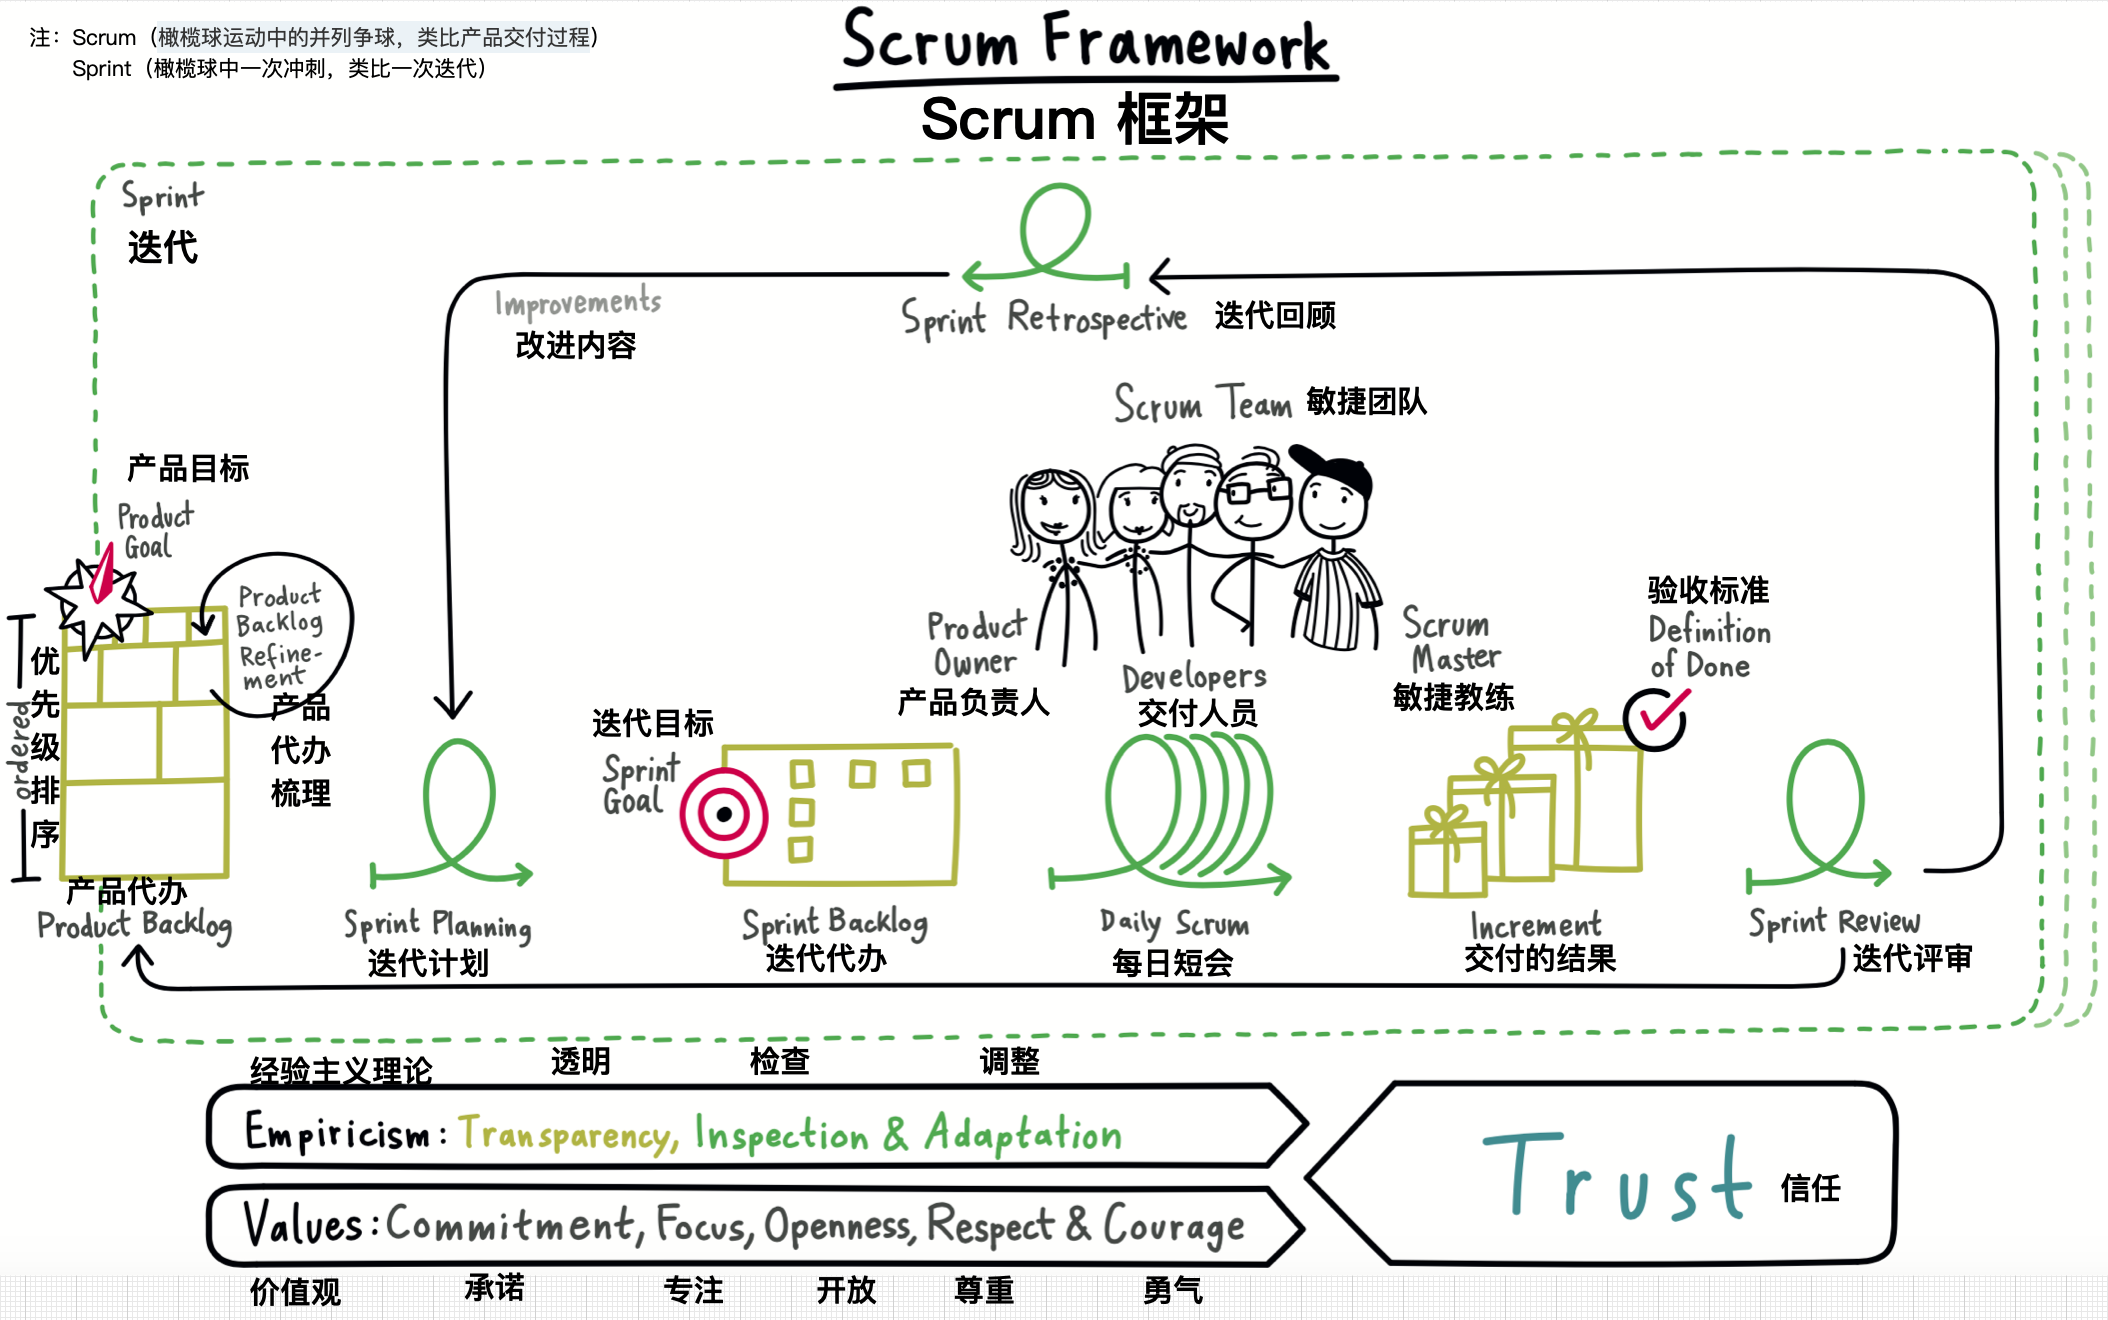 注：Scrum（橄榄球运动中的并列争球，类比产品交付过程）
Sprint（橄榄球中一次冲刺，类比一次迭代）
Scrum Framework
Scrum 框架
Sprint
迭代
Improvements
改进内容
Sprint Retrospective 迭代回顾
Scrum Team 敏捷团队
产品目标
Product
Goal
Product
Backlog
Refine-
ment
产品
代办
梳理
ordered
优
先
级
排
序
产品代办
Product Backlog
Sprint Planning
迭代计划
迭代目标
Sprint
Goal
Sprint Backlog
迭代代办
Product
Owner
产品负责人
Developers
交付人员
Scrum
Master
敏捷教练
Daily Scrum
每日短会
验收标准
Definition
of Done
Increment
交付的结果
Sprint Review
迭代评审
经验主义理论 透明 检查 调整
Empiricism: Transparency, Inspection & Adaptation
Values: Commitment, Focus, Openness, Respect & Courage
价值观 承诺 专注 开放 尊重 勇气
Trust 信任